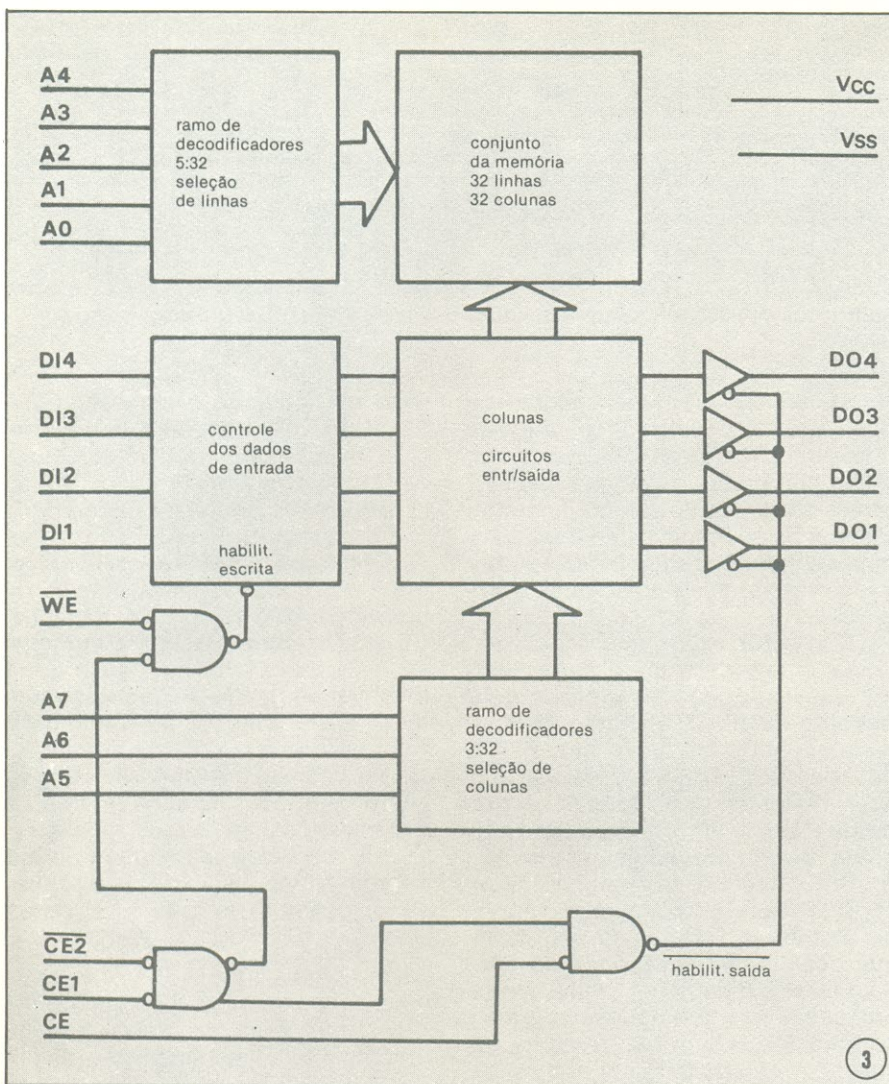 A4
A3
A2
A1
A0
ramo de
decodificadores
5:32
seleção
de linhas
conjunto
da memória
32 linhas
32 colunas
VCC
VSS
DI4
DI3
DI2
DI1
controle
dos dados
de entrada
habilit.
escrita
colunas
circuitos
entr/saída
DO4
DO3
DO2
DO1
WE
A7
A6
A5
ramo de
decodificadores
3:32
seleção de
colunas
CE2
CE1
CE
habilit. saída
3